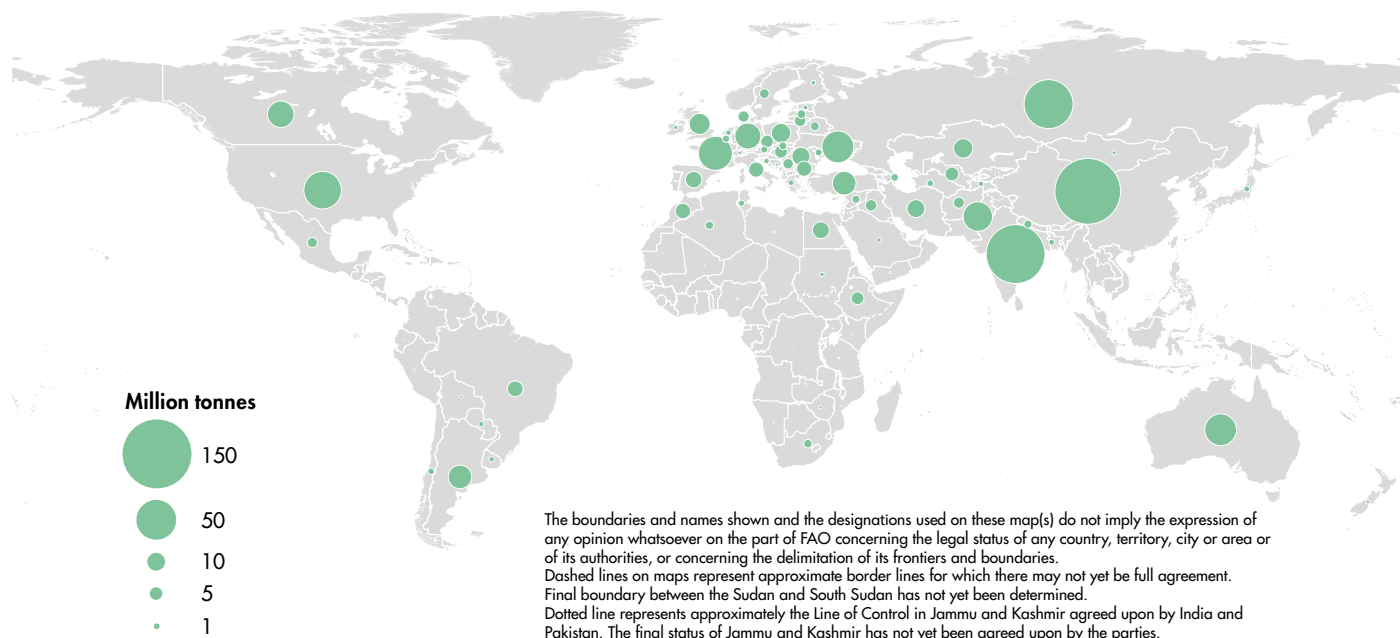 Million tonnes
150
50
10
5
1
The boundaries and names shown and the designations used on these map(s) do not imply the expression of
any opinion whatsoever on the part of FAO concerning the legal status of any country, territory, city or area or
of its authorities, or concerning the delimitation of its frontiers and boundaries.
Dashed lines on maps represent approximate border lines for which there may not yet be full agreement.
Final boundary between the Sudan and South Sudan has not yet been determined.
Dotted line represents approximately the Line of Control in Jammu and Kashmir agreed upon by India and
Pakistan. The final status of Jammu and Kashmir has not yet been agreed upon by the parties.